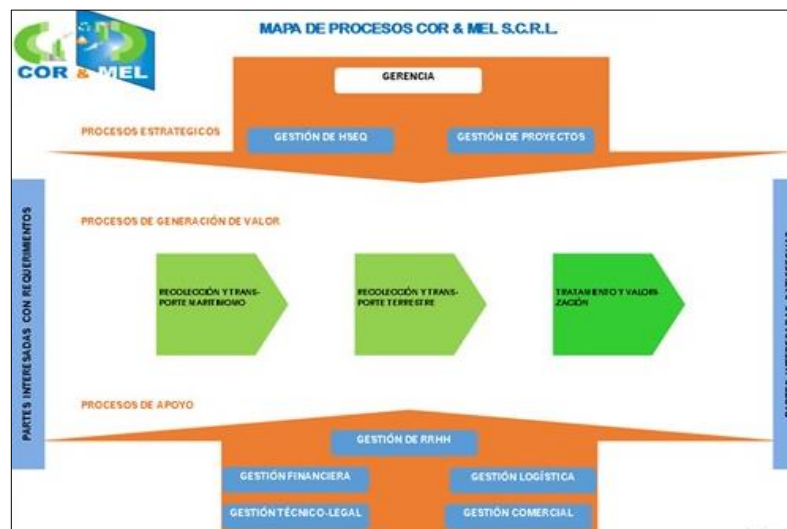 MAPA DE PROCESOS COR & MEL S.C.R.L.
COR & MEL
GERENCIA
PROCESOS ESTRATEGICOS
GESTIÓN DE HSEQ
GESTIÓN DE PROYECTOS
PARTES INTERESADAS CON REQUERIMIENTOS
PROCESOS DE GENERACIÓN DE VALOR
RECOLECCIÓN Y TRANS-
PORTE MARITIMOMO
RECOLECCIÓN Y TRANS-
PORTE TERRESTRE
TRATAMIENTO Y VALORI-
ZACIÓN
PROCESOS DE APOYO
GESTIÓN DE RRHH
GESTIÓN FINANCIERA
GESTIÓN LOGÍSTICA
GESTIÓN TÉCNICO-LEGAL
GESTIÓN COMERCIAL